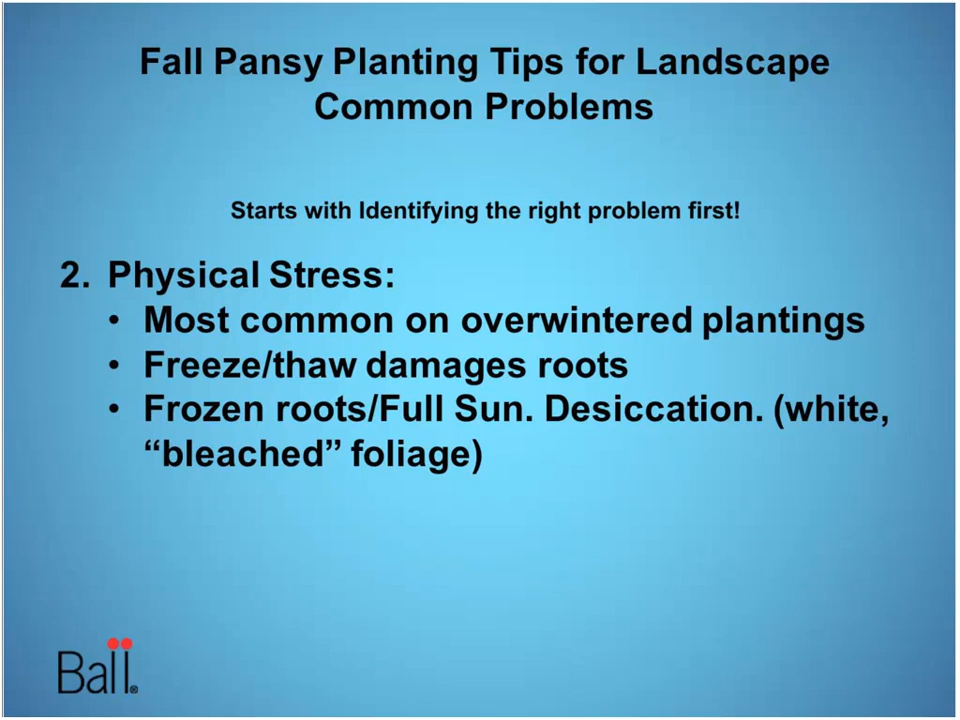 Fall Pansy Planting Tips for Landscape
Common Problems
Starts with Identifying the right problem first!
2. Physical Stress:
• Most common on overwintered plantings
• Freeze/thaw damages roots
• Frozen roots/Full Sun. Desiccation. (white,
“bleached” foliage)
Ball®